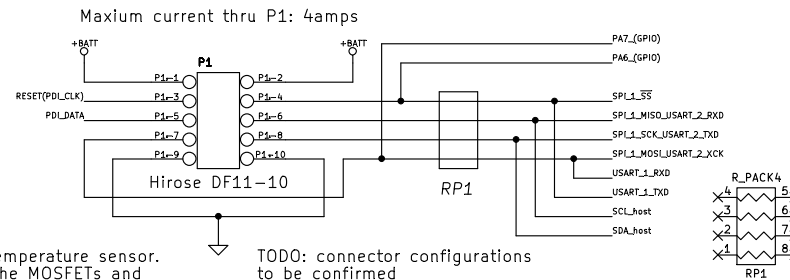 Maxium current thru P1: 4amps
+BATT
+BATT
P1
P1-1
P1-2
RESET(PDI_CLK)
P1-3
P1-4
PDI_DATA
P1-5
P1-6
P1-7
P1-8
P1-9
P1-10
Hirose DF11-10
RP1
PA7_(GPIO)
PA6_(GPIO)
SPI_1_SS
SPI_1_MISO_USART_2_RXD
SPI_1_SCK_USART_2_TXD
SPI_1_MOSI_USART_2_XCK
USART_1_RXD
USART_1_TXD
SCL_host
SDA_host
R_PACK4
4
5
3
6
2
7
1
8
RP1
emperature sensor.
he MOSFETs and
TODO: connector configurations
to be confirmed